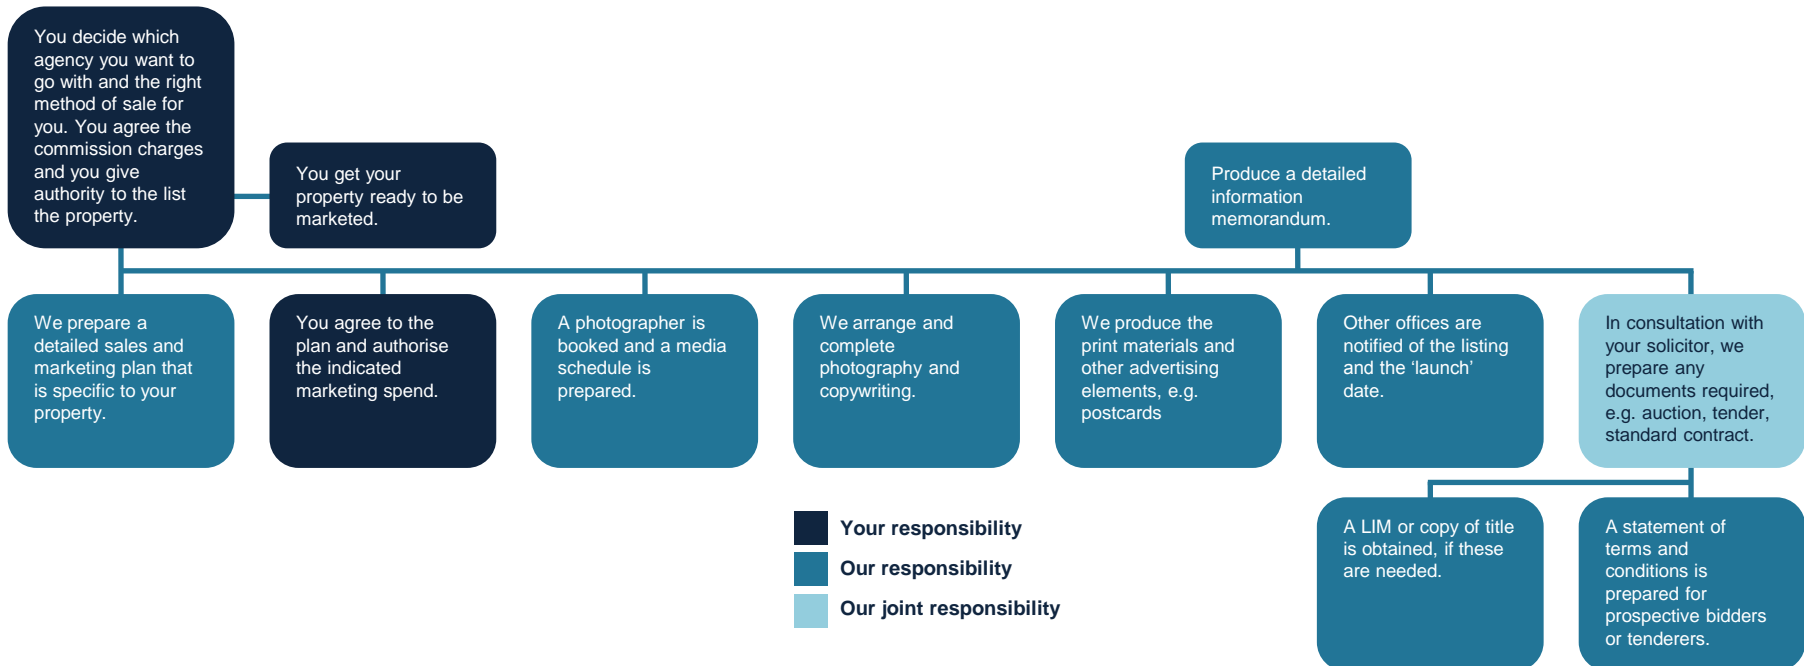 You decide which
agency you want to
go with and the right
method of sale for
you. You agree the
commission charges
and you give
authority to the list
the property.
You get your
property ready to be
marketed.
Produce a detailed
information
memorandum.
We prepare a
detailed sales and
marketing plan that
is specific to your
property.
You agree to the
plan and authorise
the indicated
marketing spend.
A photographer is
booked and a media
schedule is
prepared.
We arrange and
complete
photography and
copywriting.
We produce the
print materials and
other advertising
elements, e.g.
postcards
Other offices are
notified of the listing
and the ‘launch’
date.
In consultation with
your solicitor, we
prepare any
documents required,
e.g. auction, tender,
standard contract.
A LIM or copy of title
is obtained, if these
are needed.
A statement of
terms and
conditions is
prepared for
prospective bidders
or tenderers.
Your responsibility
Our responsibility
Our joint responsibility